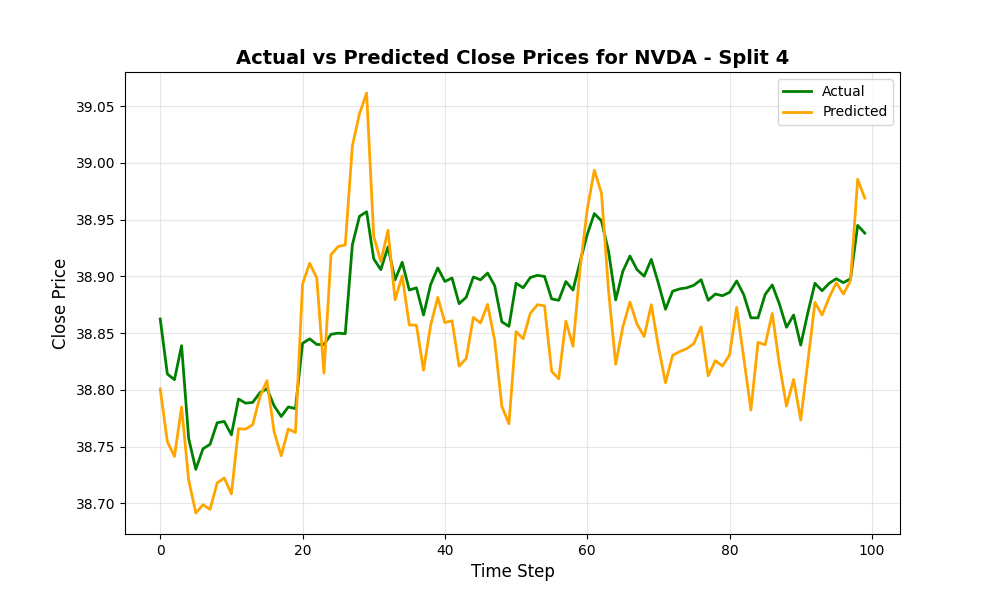 Actual vs Predicted Close Prices for NVDA - Split 4
Actual
Predicted
Close Price
39.05
39.00
38.95
38.90
38.85
38.80
38.75
38.70
0 20 40 60 80 100
Time Step